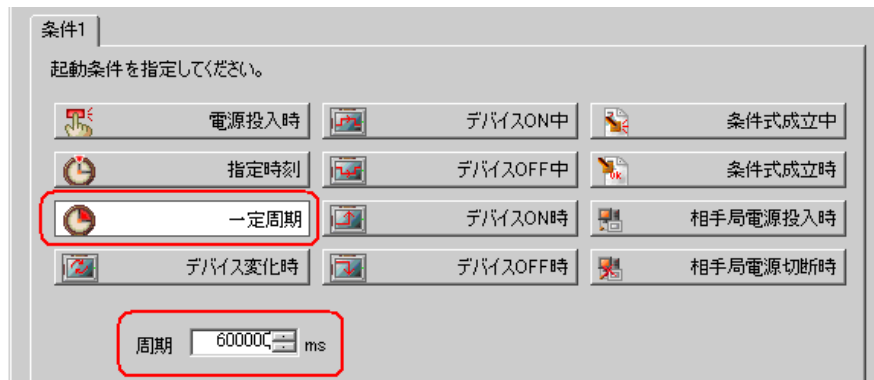 条件1
起動条件を指定してください。
電源投入時 デバイスON中 条件式成立中
指定時刻 デバイスOFF中 条件式成立時
一定周期 デバイスON時 相手局電源投入時
デバイス変化時 デバイスOFF時 相手局電源切断時
周期 600000 ms